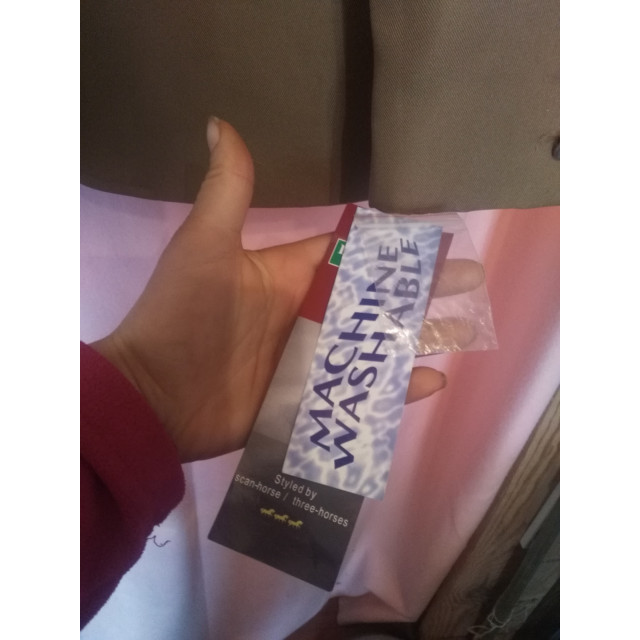 MACHINE
WASHABLE
Styled by
scan-horse / three-horses